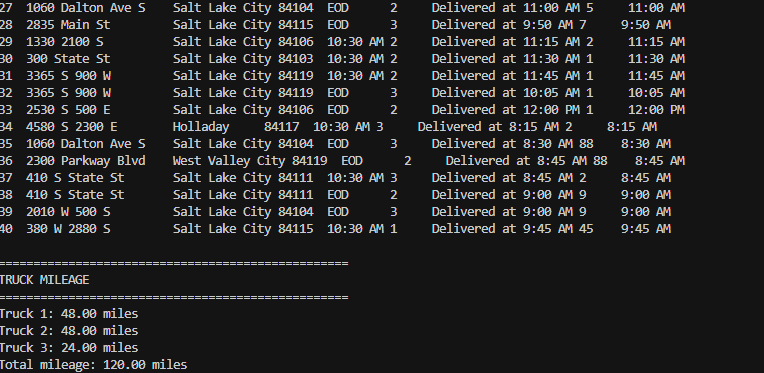 27 1060 Dalton Ave S Salt Lake City 84104 EOD 2 Delivered at 11:00 AM 5 11:00 AM
28 2835 Main St Salt Lake City 84115 EOD 3 Delivered at 9:50 AM 7 9:50 AM
29 1330 2100 S Salt Lake City 84106 10:30 AM 2 Delivered at 11:15 AM 2 11:15 AM
30 300 State St Salt Lake City 84103 10:30 AM 2 Delivered at 11:30 AM 1 11:30 AM
31 3365 S 900 W Salt Lake City 84119 10:30 AM 2 Delivered at 11:45 AM 1 11:45 AM
32 3365 S 900 W Salt Lake City 84119 EOD 3 Delivered at 10:05 AM 1 10:05 AM
33 2530 S 500 E Salt Lake City 84106 EOD 2 Delivered at 12:00 PM 1 12:00 PM
34 4580 S 2300 E Holladay 84117 10:30 AM 3 Delivered at 8:15 AM 2 8:15 AM
35 1060 Dalton Ave S Salt Lake City 84104 EOD 3 Delivered at 8:30 AM 88 8:30 AM
36 2300 Parkway Blvd West Valley City 84119 EOD 2 Delivered at 8:45 AM 88 8:45 AM
37 410 S State St Salt Lake City 84111 10:30 AM 3 Delivered at 8:45 AM 2 8:45 AM
38 410 S State St Salt Lake City 84111 EOD 2 Delivered at 9:00 AM 9 9:00 AM
39 2010 W 500 S Salt Lake City 84104 EOD 3 Delivered at 9:00 AM 9 9:00 AM
40 380 W 2880 S Salt Lake City 84115 10:30 AM 1 Delivered at 9:45 AM 45 9:45 AM
==================================================
TRUCK MILEAGE
==================================================
Truck 1: 48.00 miles
Truck 2: 48.00 miles
Truck 3: 24.00 miles
Total mileage: 120.00 miles